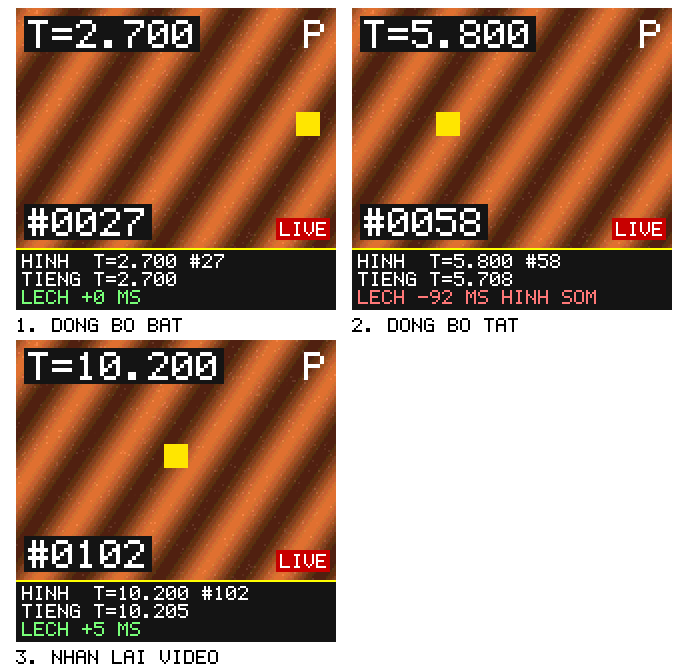 T=2.700
P
#0027
LIVE
HINH T=2.700 #27
TIENG T=2.700
LECH +0 MS
1. DONG BO BAT
T=5.800
P
#0058
LIVE
HINH T=5.800 #58
TIENG T=5.708
LECH -92 MS HINH SOM
2. DONG BO TAT
T=10.200
P
#0102
LIVE
HINH T=10.200 #102
TIENG T=10.205
LECH +5 MS
3. NHAN LAI VIDEO